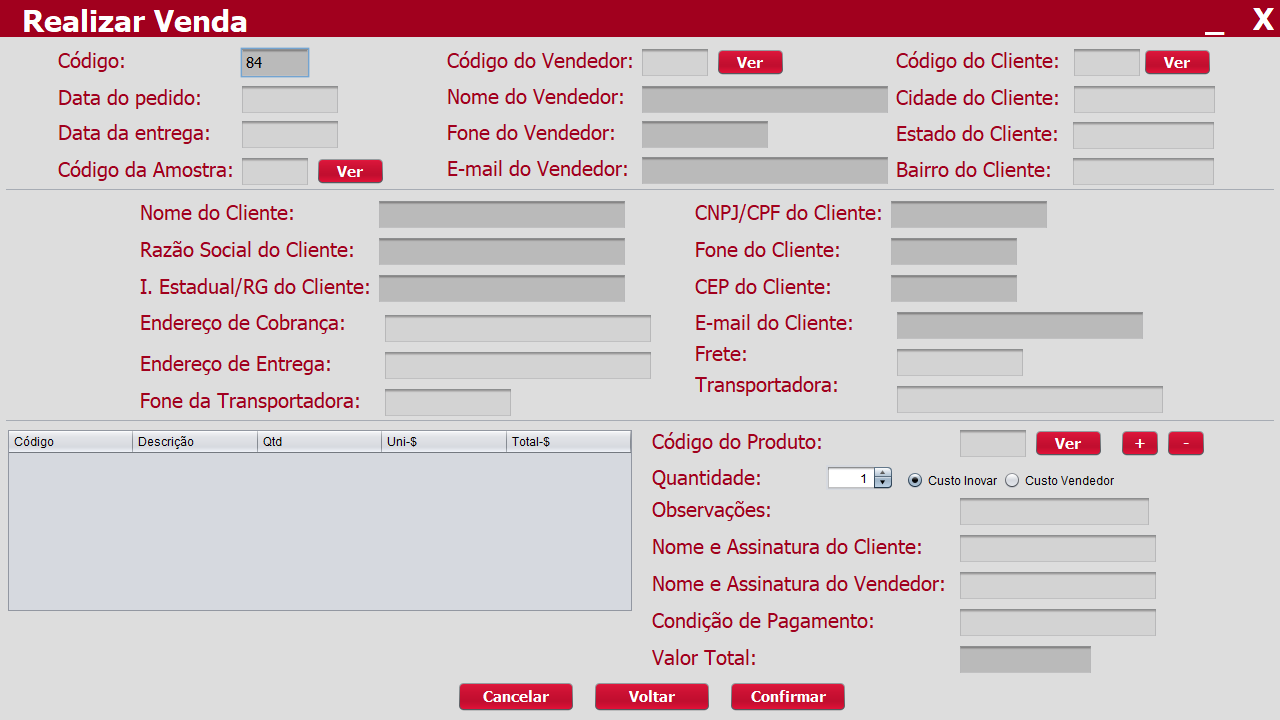 Realizar Venda _ X
Código: 84 Código do Vendedor: Ver Código do Cliente: Ver
Data do pedido: Nome do Vendedor: Cidade do Cliente:
Data da entrega: Fone do Vendedor: Estado do Cliente:
Código da Amostra: Ver E-mail do Vendedor: Bairro do Cliente:
Nome do Cliente: CNPJ/CPF do Cliente:
Razão Social do Cliente: Fone do Cliente:
I. Estadual/RG do Cliente: CEP do Cliente:
Endereço de Cobrança: E-mail do Cliente:
Endereço de Entrega: Frete:
Fone da Transportadora: Transportadora:
Código Descrição Qtd Uni-$ Total-$
Código do Produto: Ver + -
Quantidade: 1 Custo Inovar Custo Vendedor
Observações:
Nome e Assinatura do Cliente:
Nome e Assinatura do Vendedor:
Condição de Pagamento:
Valor Total:
Cancelar Voltar Confirmar